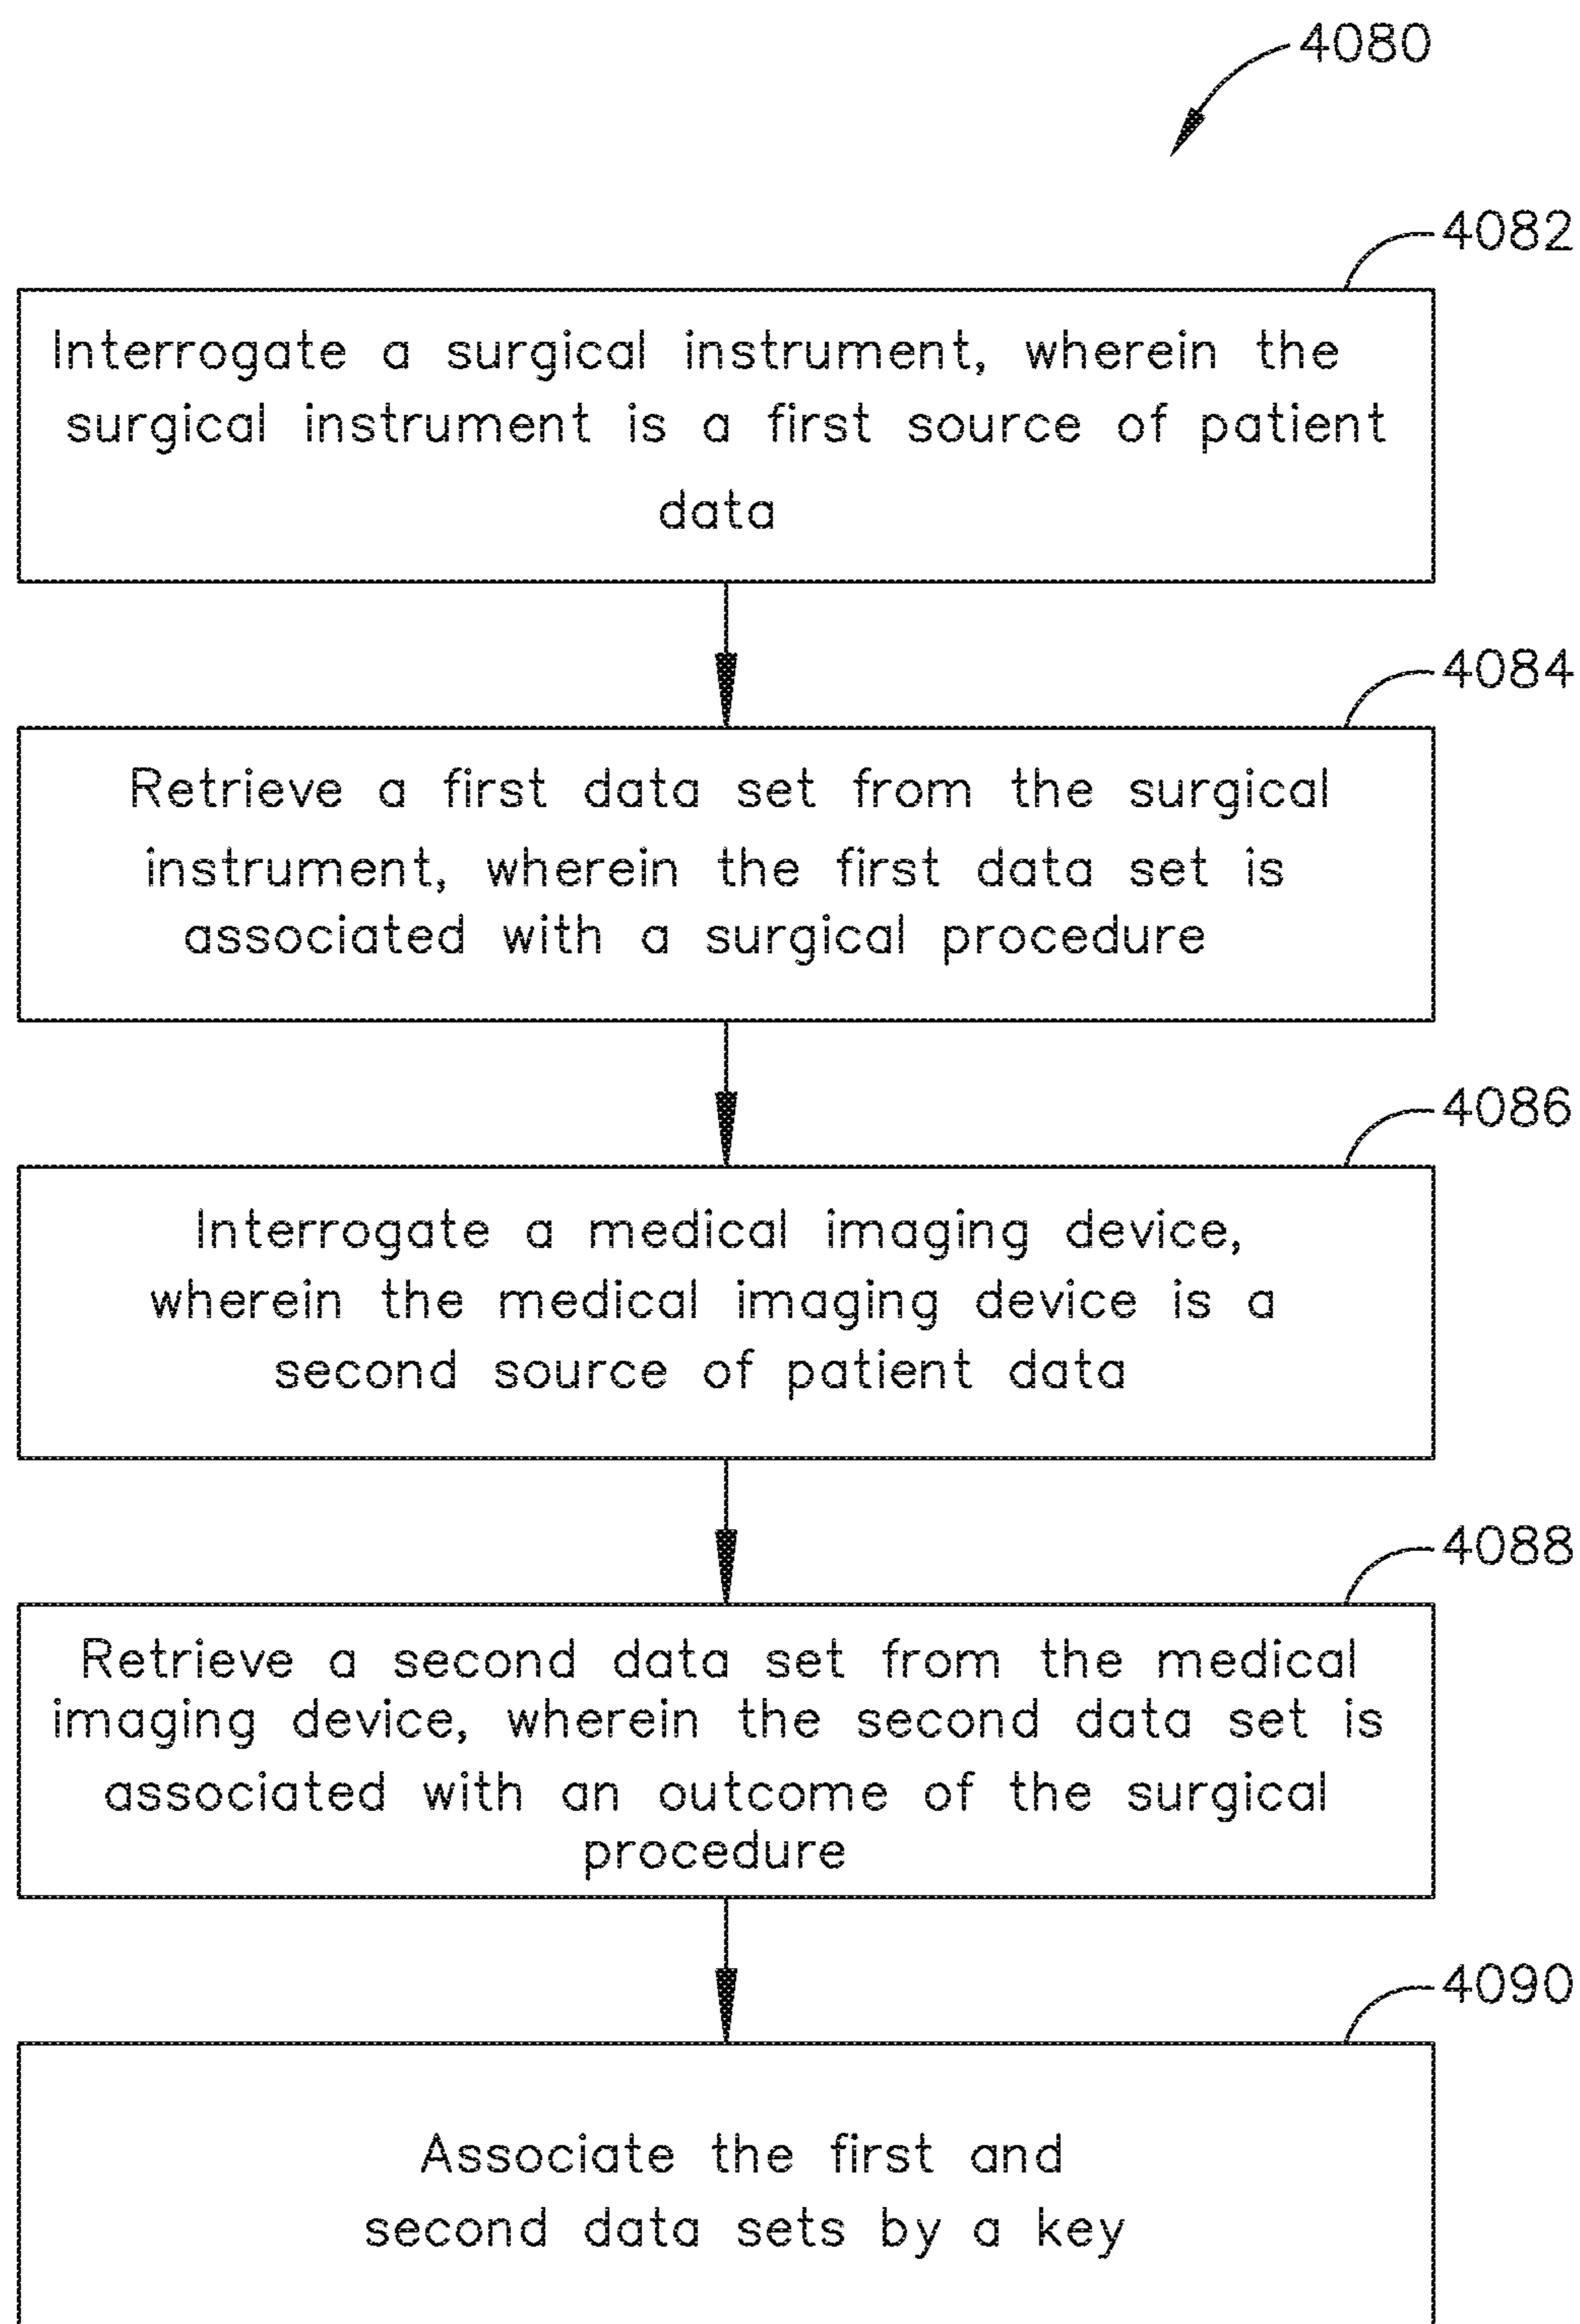 4080
4082
Interrogate a surgical instrument, wherein the
surgical instrument is a first source of patient
data
4084
Retrieve a first data set from the surgical
instrument, wherein the first data set is
associated with a surgical procedure
4086
Interrogate a medical imaging device,
wherein the medical imaging device is a
second source of patient data
4088
Retrieve a second data set from the medical
imaging device, wherein the second data set is
associated with an outcome of the surgical
procedure
4090
Associate the first and
second data sets by a key